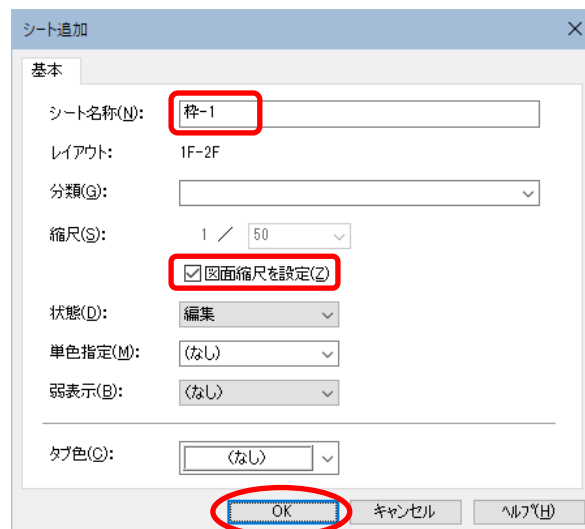 シート追加
基本
シート名称(N): 枠-1
レイアウト: 1F-2F
分類(G):
縮尺(S): 1 / 50
図面縮尺を設定(Z)
状態(D): 編集
単色指定(M): (なし)
弱表示(B): (なし)
タブ色(C): (なし)
OK キャンセル ヘルプ(H)